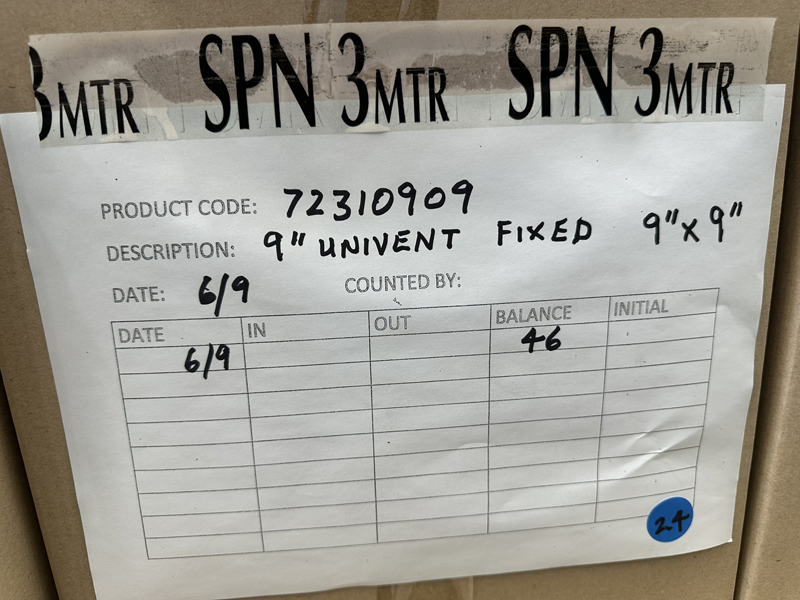 3MTR SPN 3MTR SPN 3MTR
PRODUCT CODE: 72310909
DESCRIPTION: 9" UNIVENT FIXED 9" x 9"
DATE: 6/9 COUNTED BY:
DATE IN OUT BALANCE INITIAL
6/9 46
24